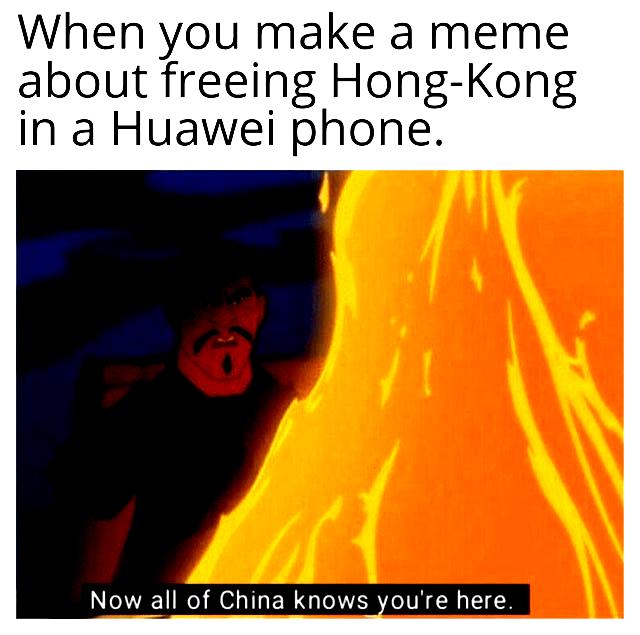 When you make a meme
about freeing Hong-Kong
in a Huawei phone.
Now all of China knows you're here.